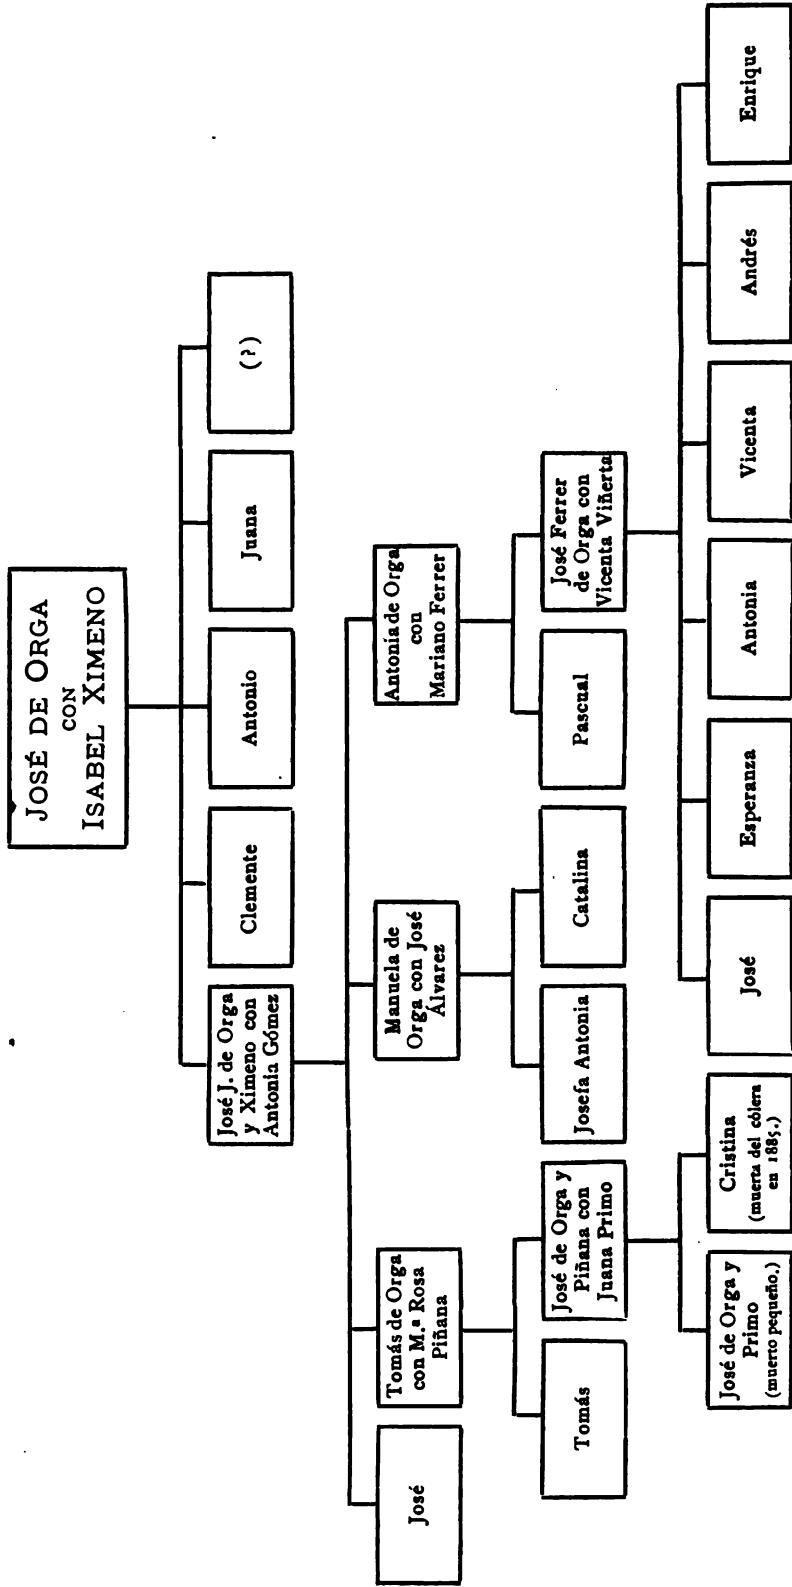 JOSÉ DE ORGA
CON
ISABEL XIMENO
José J. de Orga
y Ximeno con
Antonia Gómez
Clemente
Antonio
Juana
(?)
José
Tomás de Orga
con M.ª Rosa
Piñana
Manuela de
Orga con José
Álvarez
Antonia de Orga
con
Mariano Ferrer
Tomás
José de Orga y
Piñana con
Juana Primo
Josefa Antonia
Catalina
Pascual
José Ferrer
de Orga con
Vicenta Viñerta
José de Orga y
Primo
(muerto pequeño.)
Cristina
(muerta del cólera
en 1885.)
José
Esperanza
Antonia
Vicenta
Andrés
Enrique